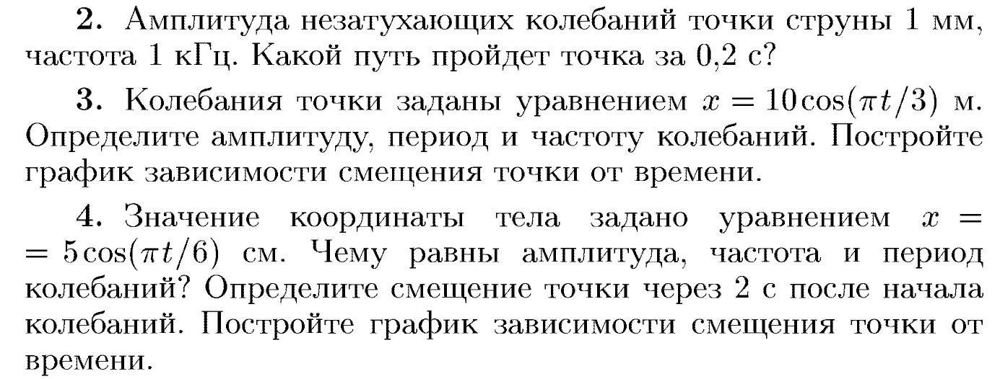 2. Амплитуда незатухающих колебаний точки струны 1 мм,
частота 1 кГц. Какой путь пройдет точка за 0,2 с?
3. Колебания точки заданы уравнением x = 10 cos(πt/3) м.
Определите амплитуду, период и частоту колебаний. Постройте
график зависимости смещения точки от времени.
4. Значение координаты тела задано уравнением x =
= 5 cos(πt/6) см. Чему равны амплитуда, частота и период
колебаний? Определите смещение точки через 2 с после начала
колебаний. Постройте график зависимости смещения точки от
времени.